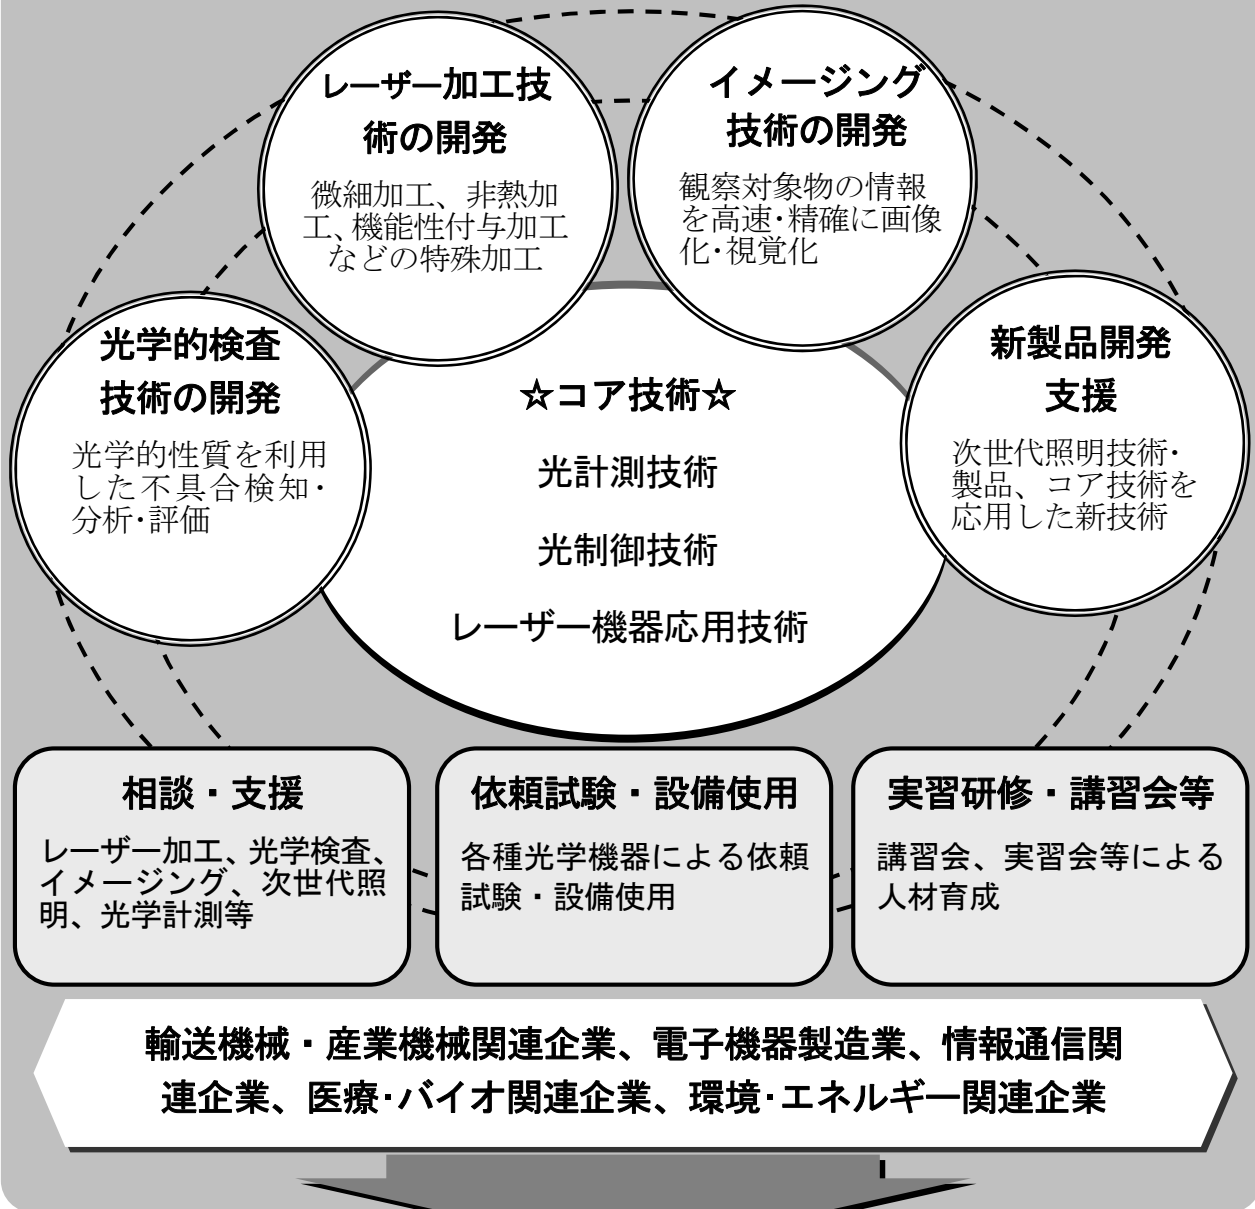 レーザー加工技
術の開発
微細加工、非熱加
工、機能性付与加工
などの特殊加工
イメージング
技術の開発
観察対象物の情報
を高速・精確に画像
化・視覚化
光学的検査
技術の開発
光学的性質を利用
した不具合検知・
分析・評価
☆コア技術☆
光計測技術
光制御技術
レーザー機器応用技術
新製品開発
支援
次世代照明技術・
製品、コア技術を
応用した新技術
相談・支援
レーザー加工、光学検査、
イメージング、次世代照
明、光学計測等
依頼試験・設備使用
各種光学機器による依頼
試験・設備使用
実習研修・講習会等
講習会、実習会等による
人材育成
輸送機械・産業機械関連企業、電子機器製造業、情報通信関
連企業、医療・バイオ関連企業、環境・エネルギー関連企業